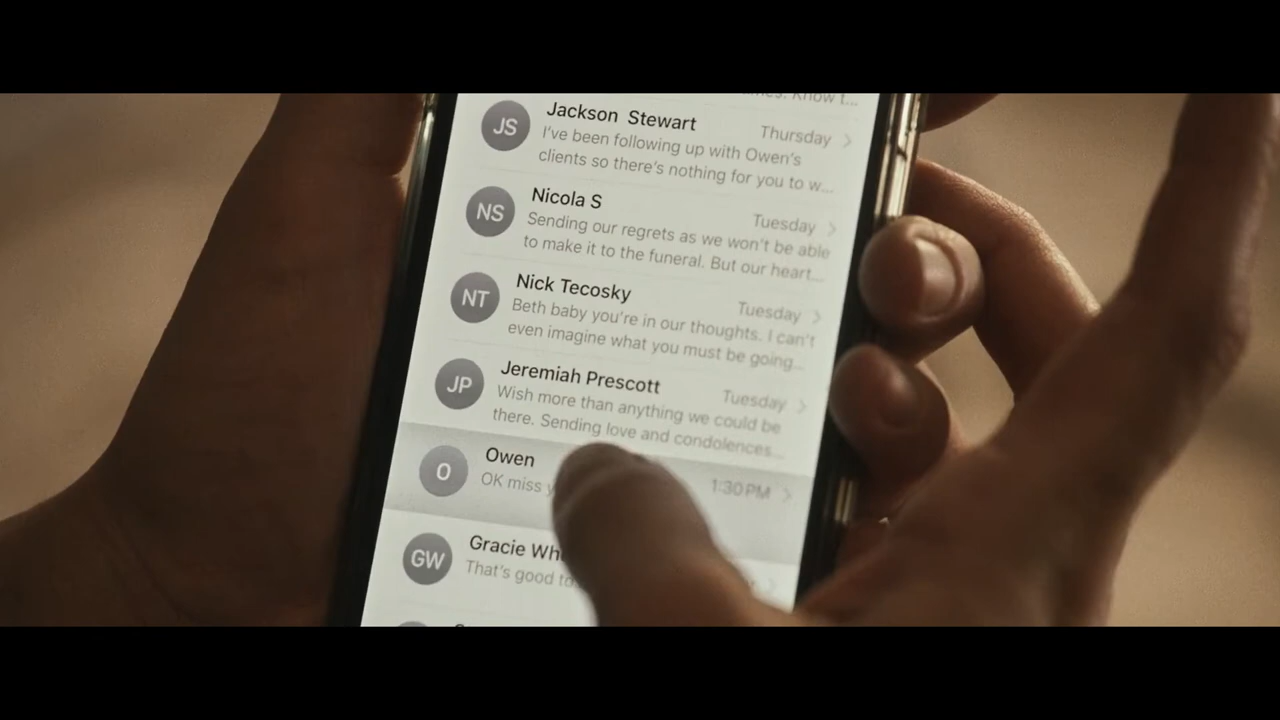 Know t...
JS
Jackson Stewart
Thursday
I've been following up with Owen's
clients so there's nothing for you to w...
NS
Nicola S
Tuesday
Sending our regrets as we won't be able
to make it to the funeral. But our heart...
NT
Nick Tecosky
Tuesday
Beth baby you're in our thoughts. I can't
even imagine what you must be going...
JP
Jeremiah Prescott
Tuesday
Wish more than anything we could be
there. Sending love and condolences...
O
Owen
1:30 PM
OK miss
GW
Gracie
That's good